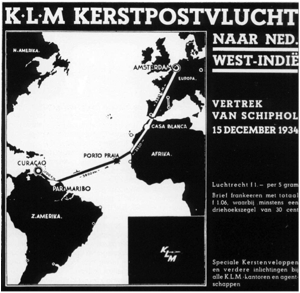 K·L·M KERSTPOSTVLUCHT
NAAR NED.
WEST-INDIË
N. AMERIKA.
AMSTERDAM
EUROPA.
VERTREK
VAN SCHIPHOL
15 DECEMBER 1934
CASA BLANCA
CURAÇAO
PORTO PRAIA
AFRIKA.
PARAMARIBO
Z. AMERIKA.
Luchtrecht f 1.— per 5 gram
Brief frankeeren met totaal
f 1.06, waarbij minstens een
driehoekszegel van 30 cent
KLM
Speciale Kerstenveloppen
en verdere inlichtingen bij
alle K.L.M.-kantoren en agent
schappen